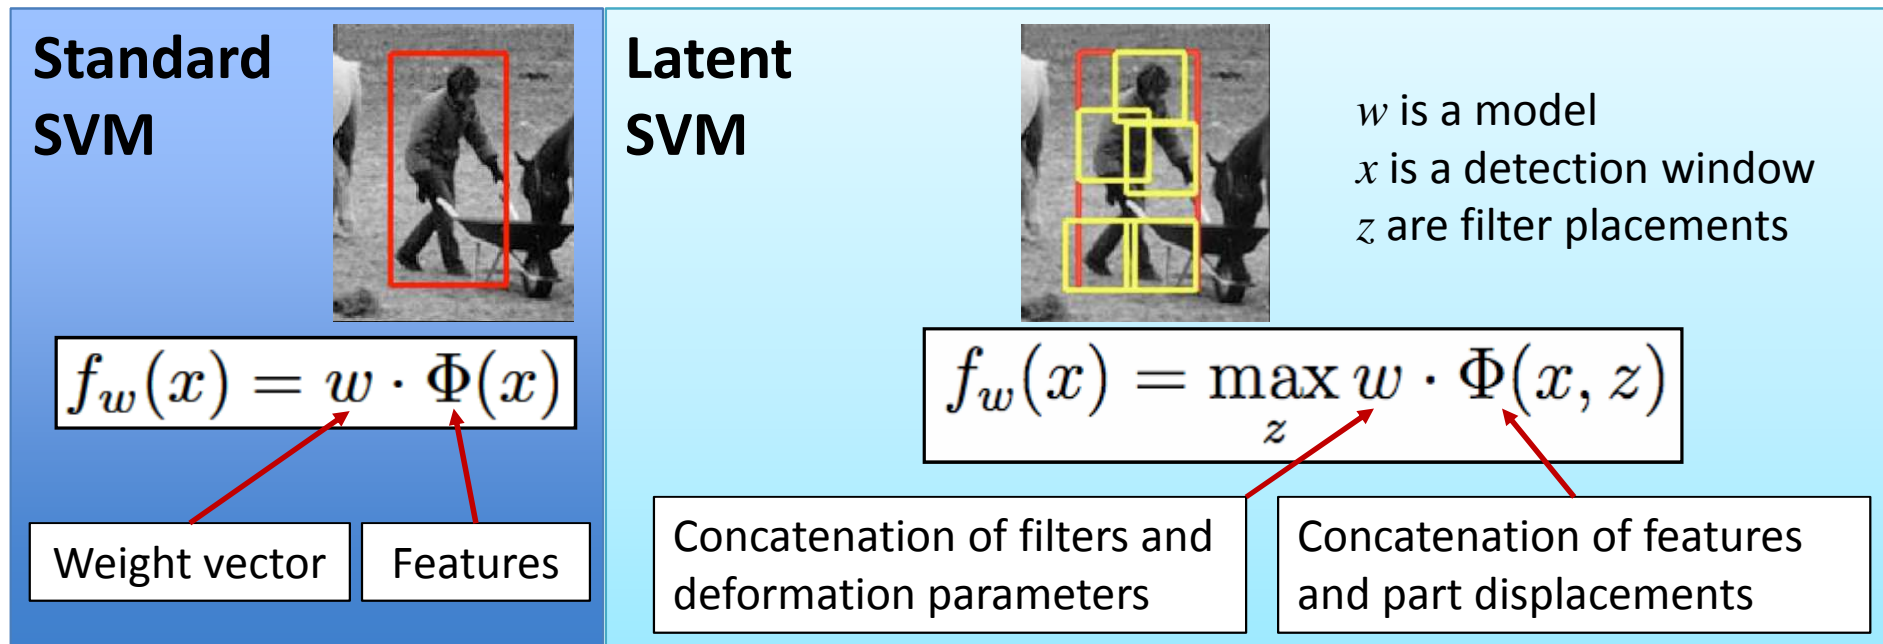 Standard
SVM
f_w(x) = w · Φ(x)
Weight vector
Features
Latent
SVM
w is a model
x is a detection window
z are filter placements
f_w(x) = max_z w · Φ(x, z)
Concatenation of filters and
deformation parameters
Concatenation of features
and part displacements